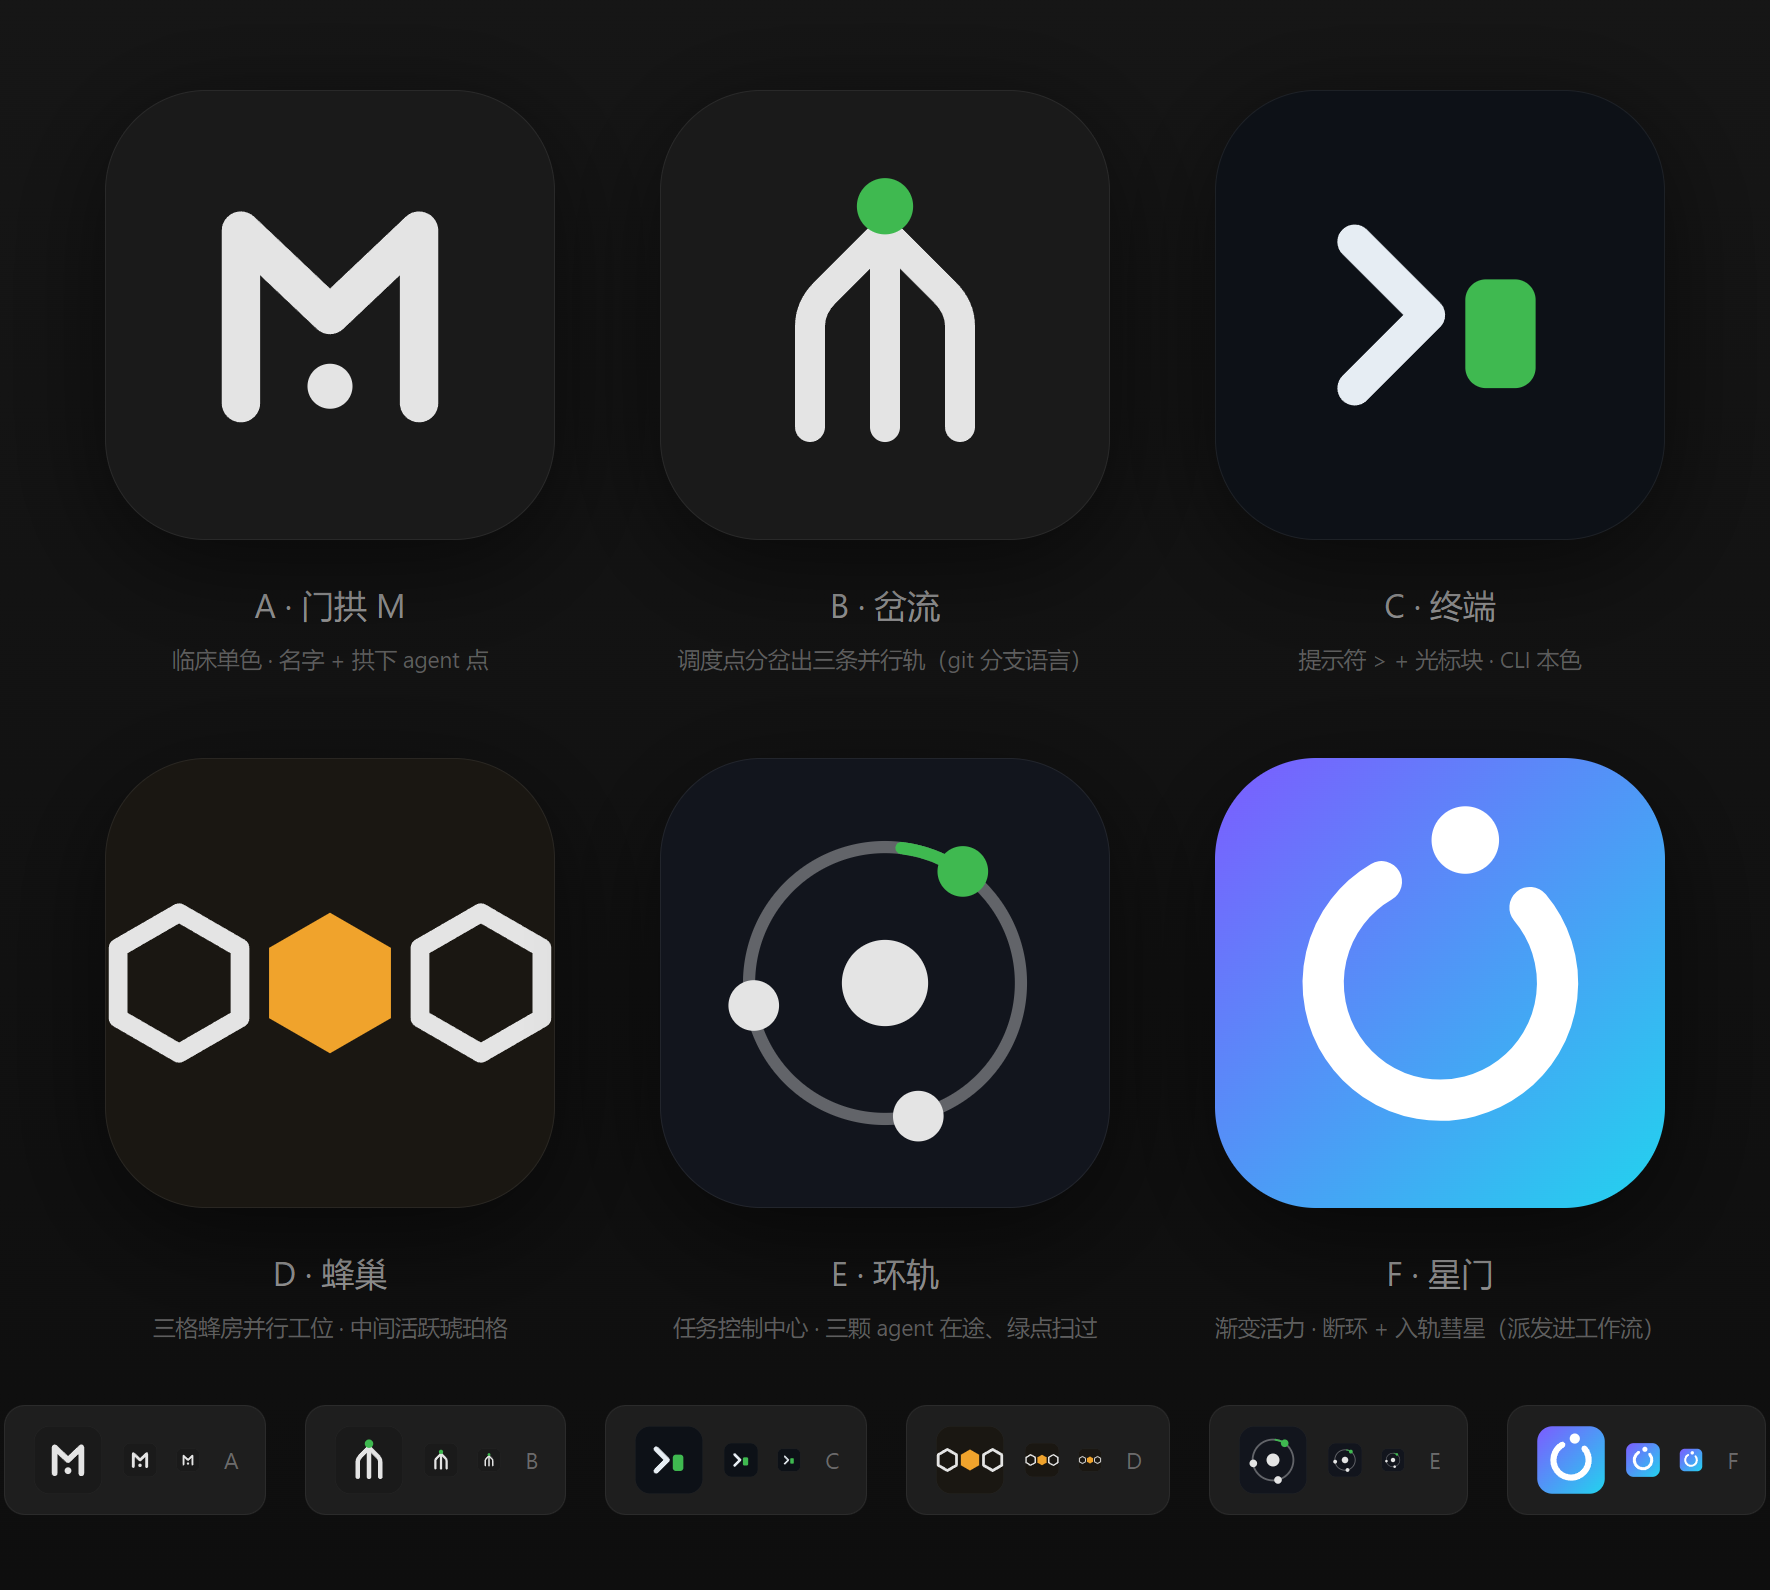 A · 门拱 M
临床单色 · 名字 + 拱下 agent 点
B · 岔流
调度点分岔出三条并行轨（git 分支语言）
C · 终端
提示符 > + 光标块 · CLI 本色
D · 蜂巢
三格蜂房并行工位 · 中间活跃琥珀格
E · 环轨
任务控制中心 · 三颗 agent 在途、绿点扫过
F · 星门
渐变活力 · 断环 + 入轨彗星（派发进工作流）
A
B
C
D
E
F